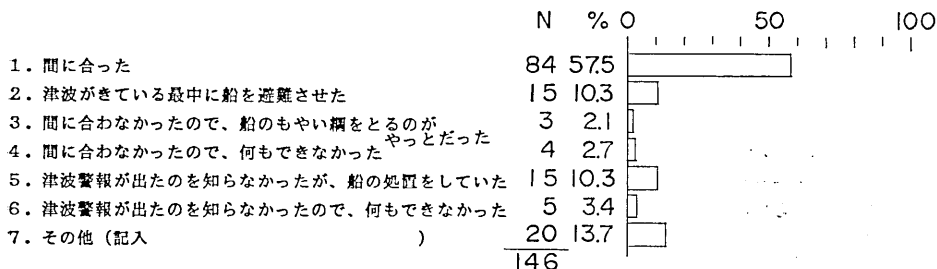 N % 0 50 100
1. 間に合った 84 57.5
2. 津波がきている最中に船を避難させた 15 10.3
3. 間に合わなかったので、船のもやい綱をとるのがやっとだった 3 2.1
4. 間に合わなかったので、何もできなかった 4 2.7
5. 津波警報が出たのを知らなかったが、船の処置をしていた 15 10.3
6. 津波警報が出たのを知らなかったので、何もできなかった 5 3.4
7. その他（記入 ） 20 13.7
146